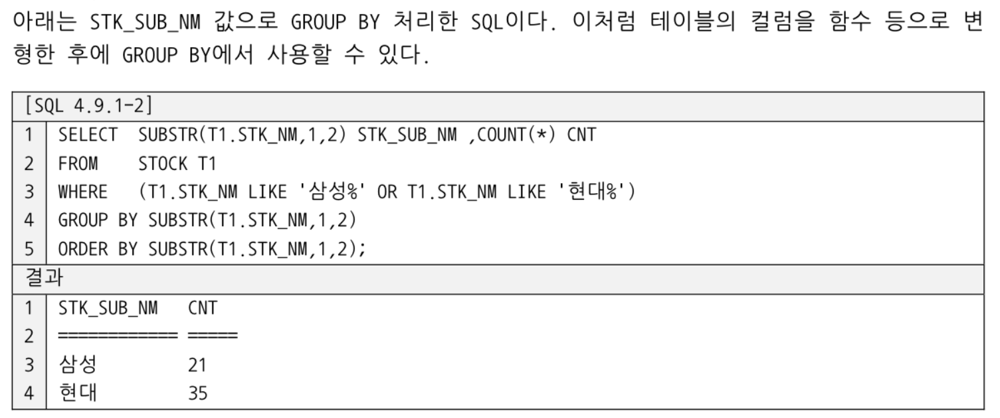 아래는 STK_SUB_NM 값으로 GROUP BY 처리한 SQL이다. 이처럼 테이블의 컬럼을 함수 등으로 변
형한 후에 GROUP BY에서 사용할 수 있다.
[SQL 4.9.1-2]
1 SELECT SUBSTR(T1.STK_NM,1,2) STK_SUB_NM ,COUNT(*) CNT
2 FROM STOCK T1
3 WHERE (T1.STK_NM LIKE '삼성%' OR T1.STK_NM LIKE '현대%')
4 GROUP BY SUBSTR(T1.STK_NM,1,2)
5 ORDER BY SUBSTR(T1.STK_NM,1,2);
결과
1 STK_SUB_NM CNT
2 ============ =====
3 삼성 21
4 현대 35